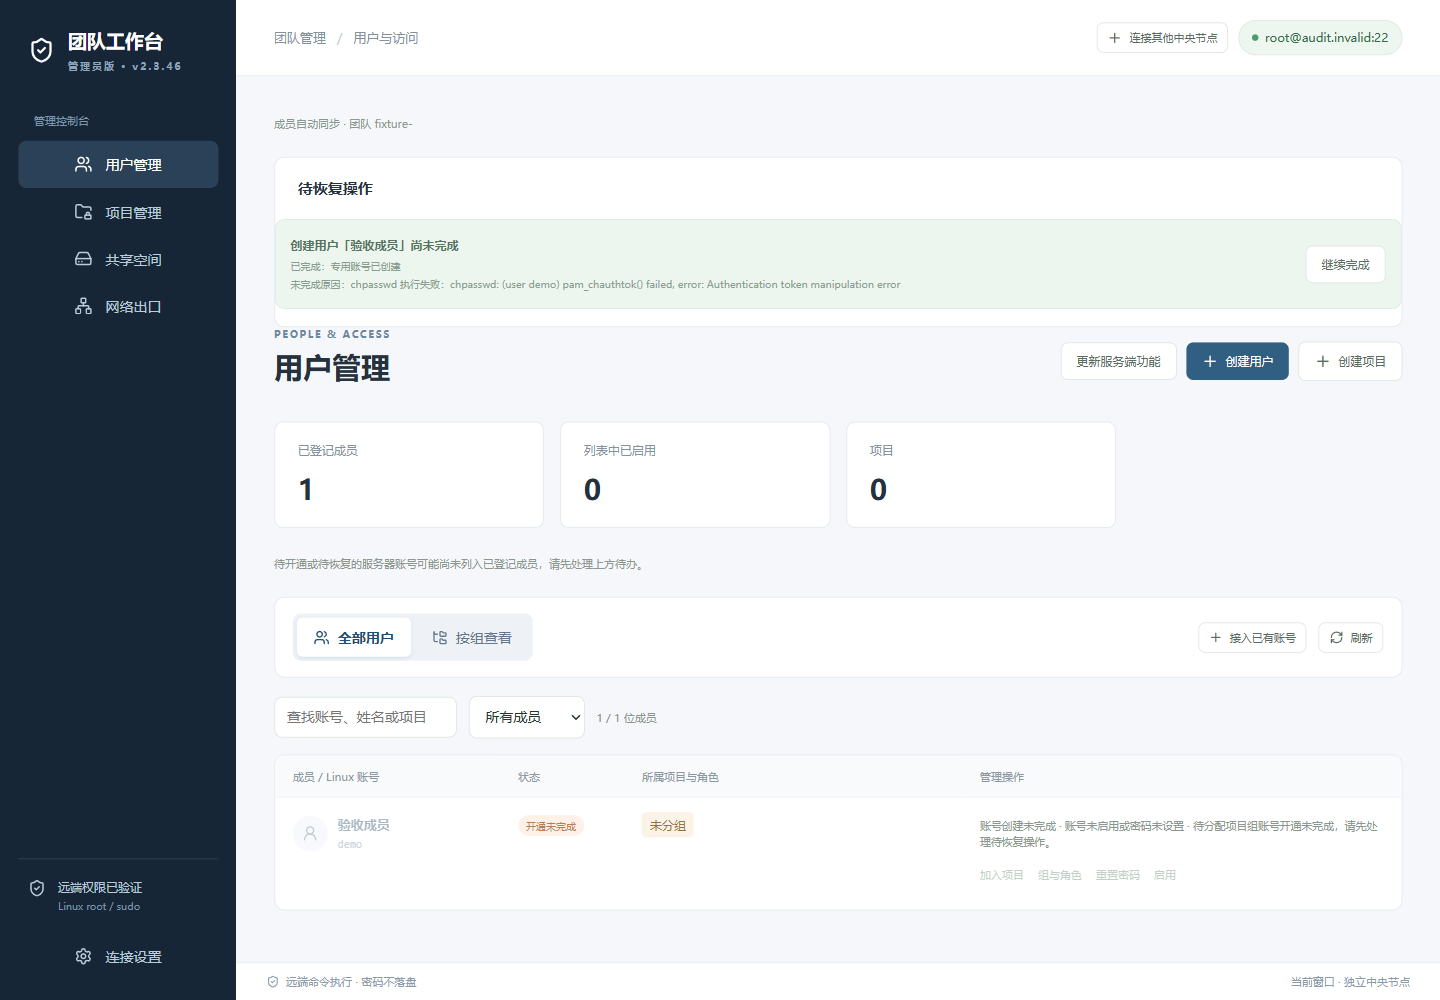 团队工作台
管理员版 • v2.3.46
管理控制台
用户管理
项目管理
共享空间
网络出口
远端权限已验证
Linux root / sudo
连接设置
团队管理 / 用户与访问
连接其他中央节点
root@audit.invalid:22
成员自动同步 · 团队 fixture-
待恢复操作
创建用户「验收成员」尚未完成
已完成：专用账号已创建
未完成原因：chpasswd 执行失败：chpasswd: (user demo) pam_chauthtok() failed, error: Authentication token manipulation error
继续完成
PEOPLE & ACCESS
用户管理
更新服务端功能
创建用户
创建项目
已登记成员
1
列表中已启用
0
项目
0
待开通或待恢复的服务器账号可能尚未列入已登记成员，请先处理上方待办。
全部用户
按组查看
接入已有账号
刷新
查找账号、姓名或项目
所有成员
1 / 1 位成员
成员 / Linux 账号
状态
所属项目与角色
管理操作
验收成员
demo
开通未完成
未分组
账号创建未完成 · 账号未启用或密码未设置 · 待分配项目组账号开通未完成，请先处
理待恢复操作。
加入项目
组与角色
重置密码
启用
远端命令执行 · 密码不落盘
当前窗口 · 独立中央节点